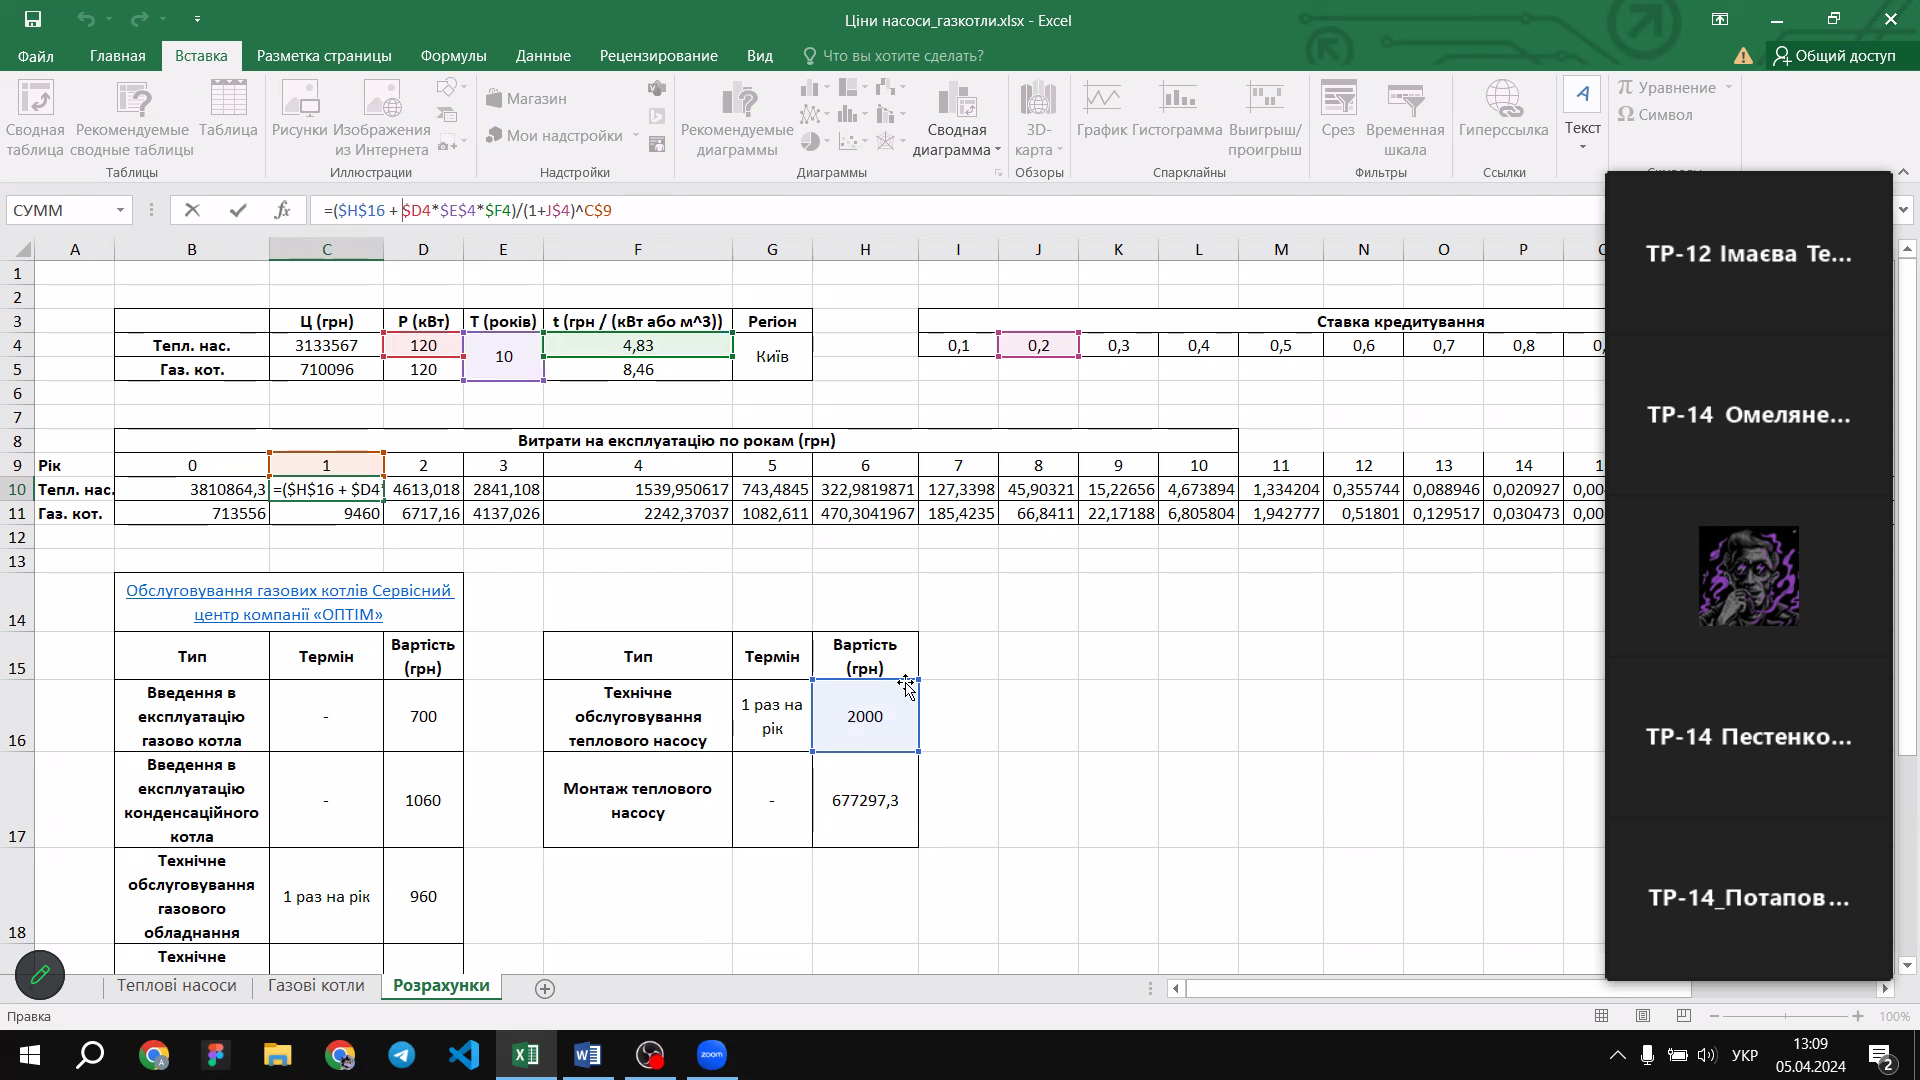 Ціни насоси_газкотли.xlsx - Excel
Файл Главная Вставка Разметка страницы Формулы Данные Рецензирование Вид Что вы хотите сделать? Общий доступ
Сводная таблица
Рекомендуемые сводные таблицы
Таблица
Таблицы
Рисунки
Изображения из Интернета
Иллюстрации
Магазин
Мои надстройки
Надстройки
Рекомендуемые диаграммы
Сводная диаграмма
Диаграммы
3D-карта
Обзоры
График Гистограмма Выигрыш/проигрыш
Спарклайны
Срез Временная шкала
Фильтры
Гиперссылка
Ссылки
Текст
Уравнение
Символ
СУММ =($H$16 + $D4*$E$4*$F4)/(1+J$4)^C$9
A B C D E F G H I J K L M N O P
1
2
3 Ц (грн) P (кВт) T (років) t (грн / (кВт або м^3)) Регіон Ставка кредитування
4 Тепл. нас. 3133567 120 10 4,83 Київ 0,1 0,2 0,3 0,4 0,5 0,6 0,7 0,8
5 Газ. кот. 710096 120 8,46
6
7
8 Витрати на експлуатацію по рокам (грн)
9 Рік 0 1 2 3 4 5 6 7 8 9 10 11 12 13 14
10 Тепл. нас. 3810864,3 =($H$16 + $D4* 4613,018 2841,108 1539,950617 743,4845 322,9819871 127,3398 45,90321 15,22656 4,673894 1,334204 0,355744 0,088946 0,020927
11 Газ. кот. 713556 9460 6717,16 4137,026 2242,37037 1082,611 470,3041967 185,4235 66,8411 22,17188 6,805804 1,942777 0,51801 0,129517 0,030473
12
13
14 Обслуговування газових котлів Сервісний центр компанії «ОПТІМ»
15 Тип Термін Вартість (грн) Тип Термін Вартість (грн)
16 Введення в експлуатацію газово котла - 700 Технічне обслуговування теплового насосу 1 раз на рік 2000
17 Введення в експлуатацію конденсаційного котла - 1060 Монтаж теплового насосу - 677297,3
18 Технічне обслуговування газового обладнання 1 раз на рік 960
Технічне
ТР-12 Імаєва Те...
ТР-14 Омеляне...
ТР-14 Пестенко...
ТР-14_Потапов...
Теплові насоси Газові котли Розрахунки
Правка 100%
zoom
УКР
13:09
05.04.2024
2